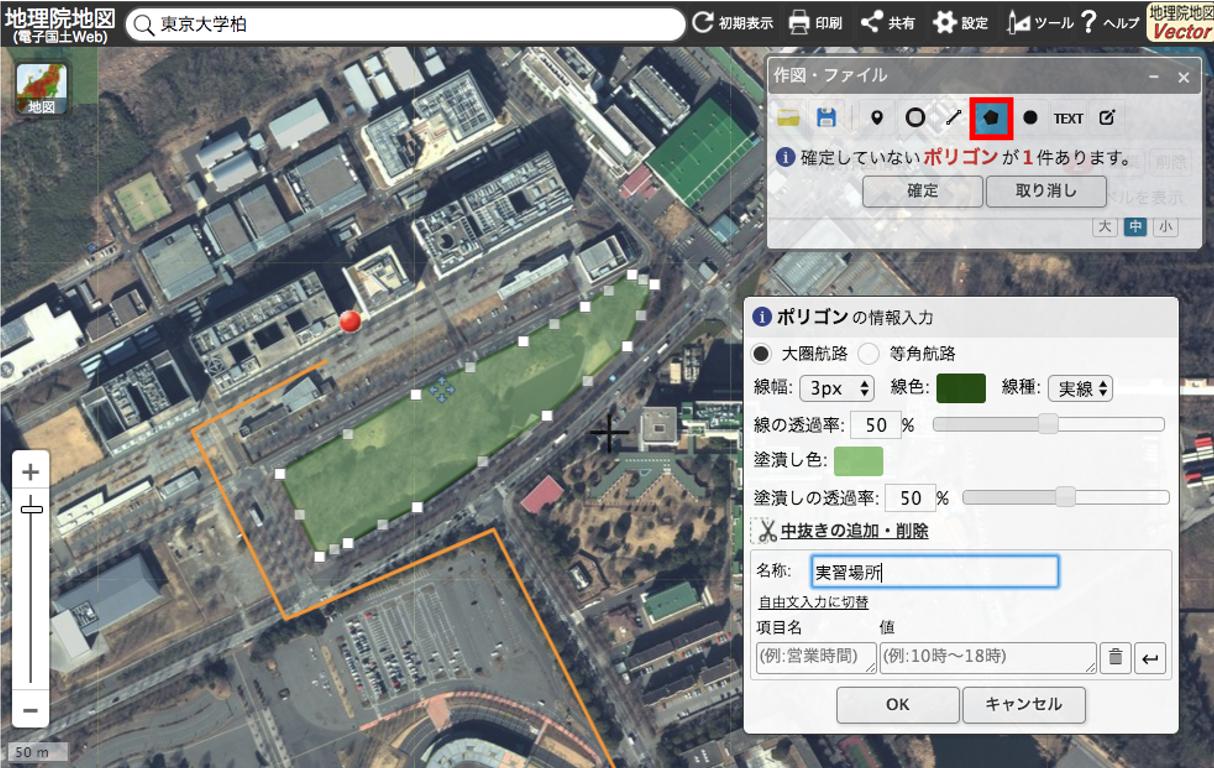 地理院地図
(電子国土Web)
東京大学柏
初期表示
印刷
共有
設定
ツール
ヘルプ
地理院地図
Vector
地図
作図・ファイル
TEXT
確定していない ポリゴン が 1 件あります。
削除
確定
取り消し
ルを表示
大 中 小
ポリゴン の情報入力
大圏航路 等角航路
線幅: 3px 線色: 線種: 実線
線の透過率: 50 %
塗潰し色:
塗潰しの透過率: 50 %
中抜きの追加・削除
名称: 実習場所
自由文入力に切替
項目名 値
(例:営業時間) (例:10時〜18時)
OK キャンセル
50 m